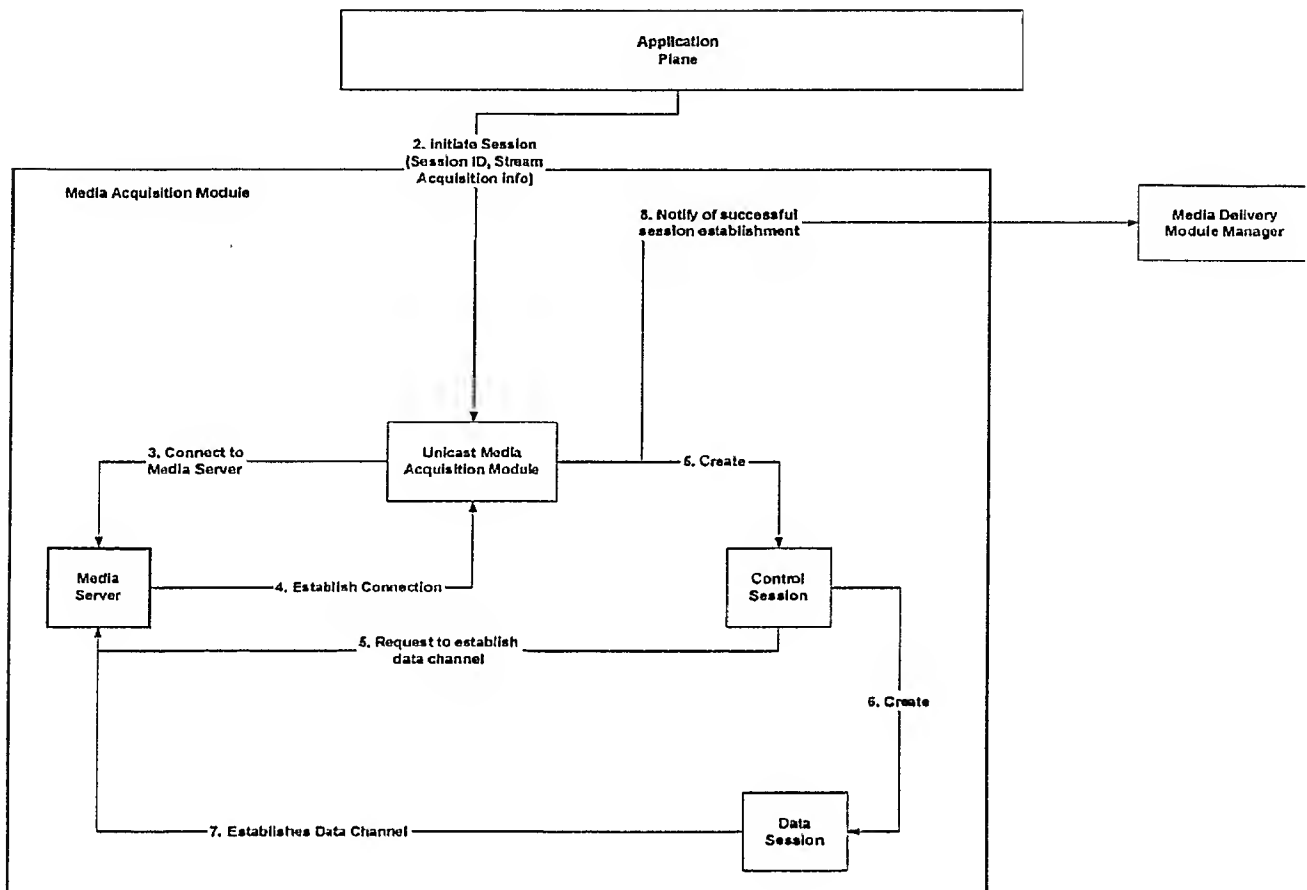 Application
Plane
2. Initiate Session
(Session ID, Stream
Acquisition info)
Media Acquisition Module
8. Notify of successful
session establishment
Media Delivery
Module Manager
3. Connect to
Media Server
Unicast Media
Acquisition Module
5. Create
Media
Server
4. Establish Connection
Control
Session
5. Request to establish
data channel
6. Create
7. Establishes Data Channel
Data
Session